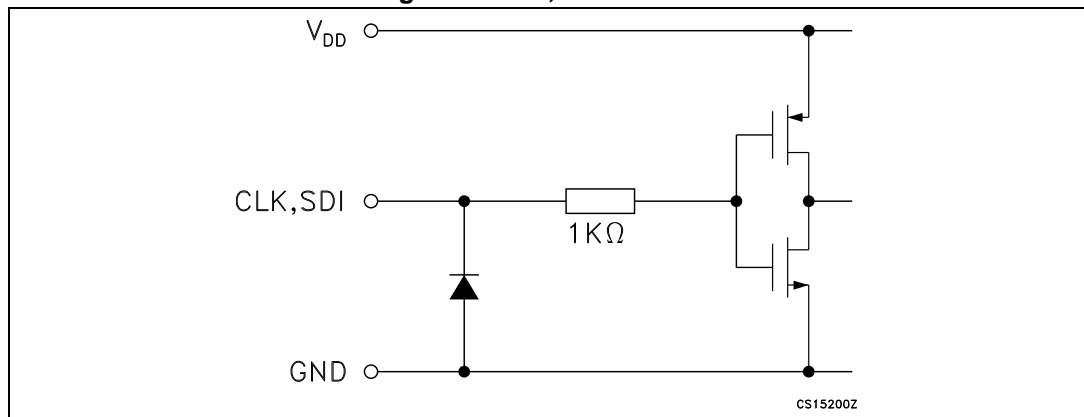 V_DD
CLK,SDI
1KΩ
GND
CS15200Z